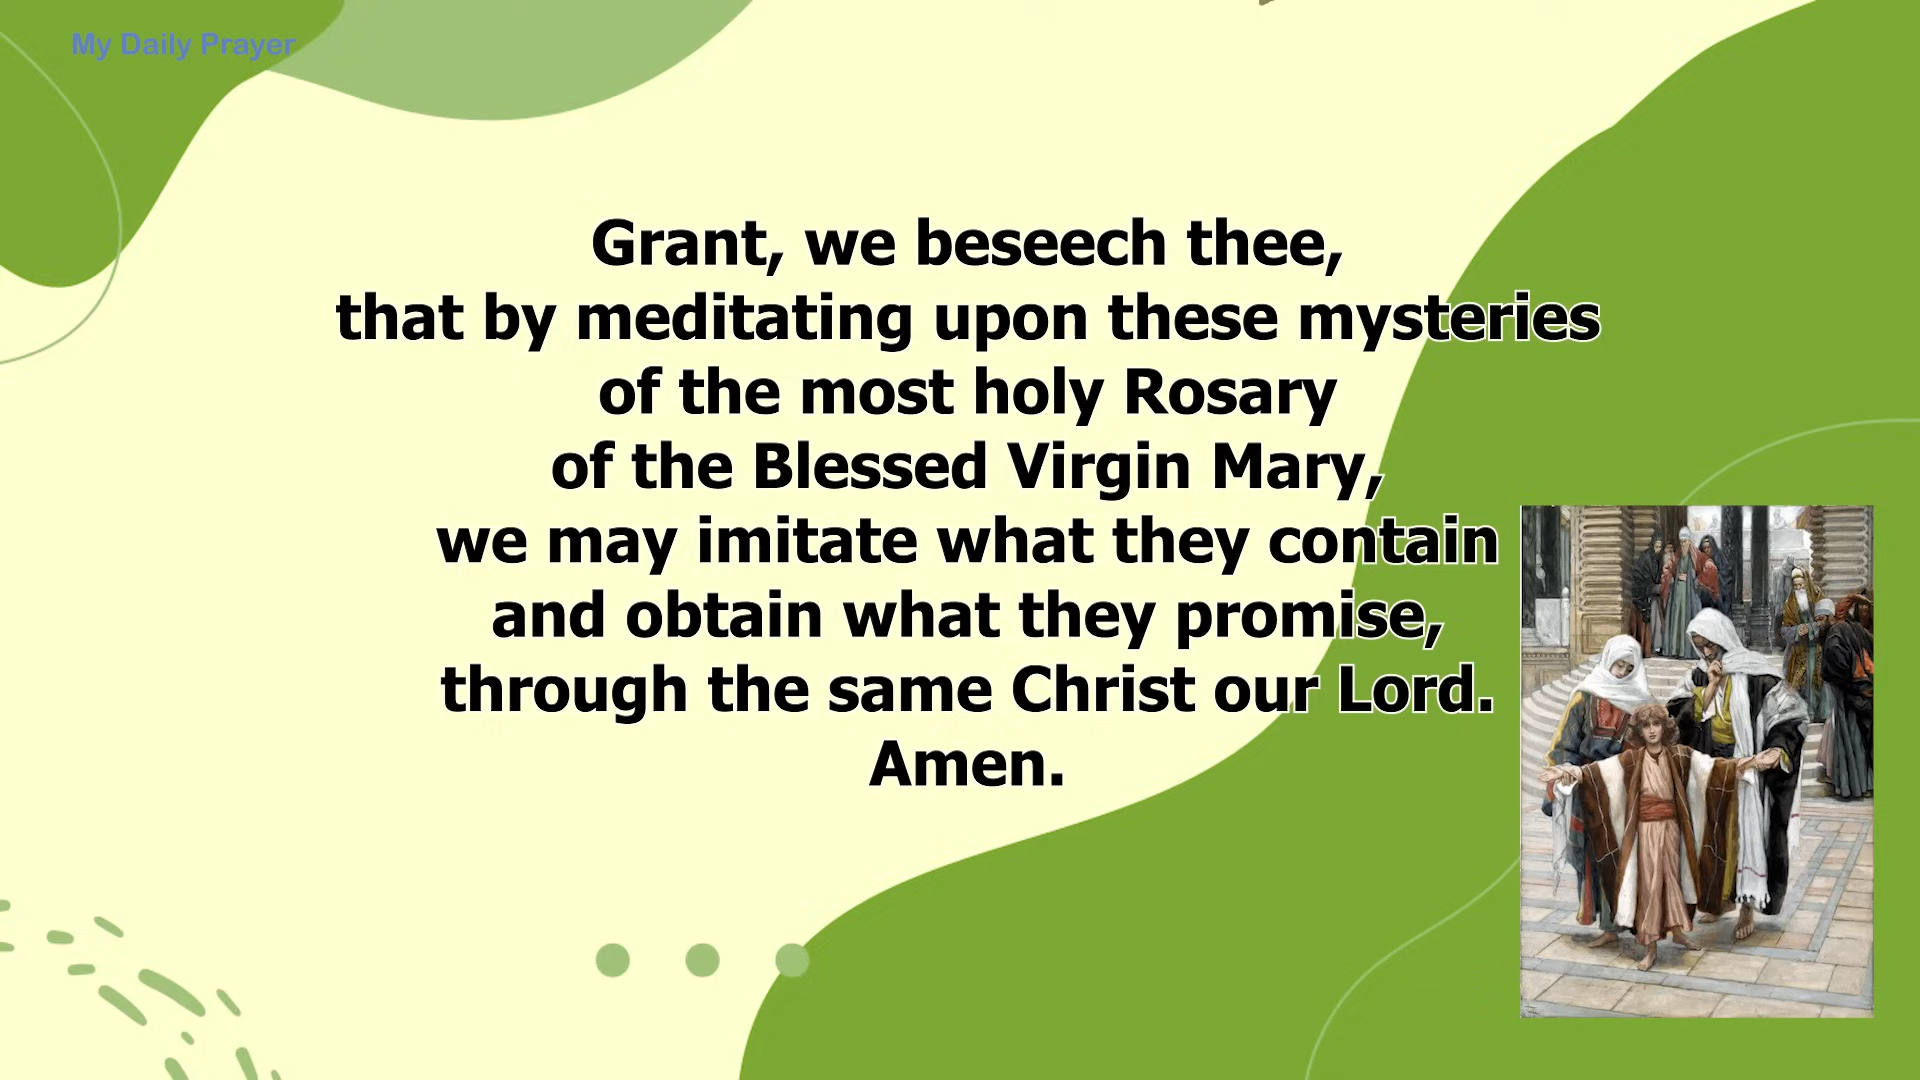 My Daily Prayer
Grant, we beseech thee,
that by meditating upon these mysteries
of the most holy Rosary
of the Blessed Virgin Mary,
we may imitate what they contain
and obtain what they promise,
through the same Christ our Lord.
Amen.